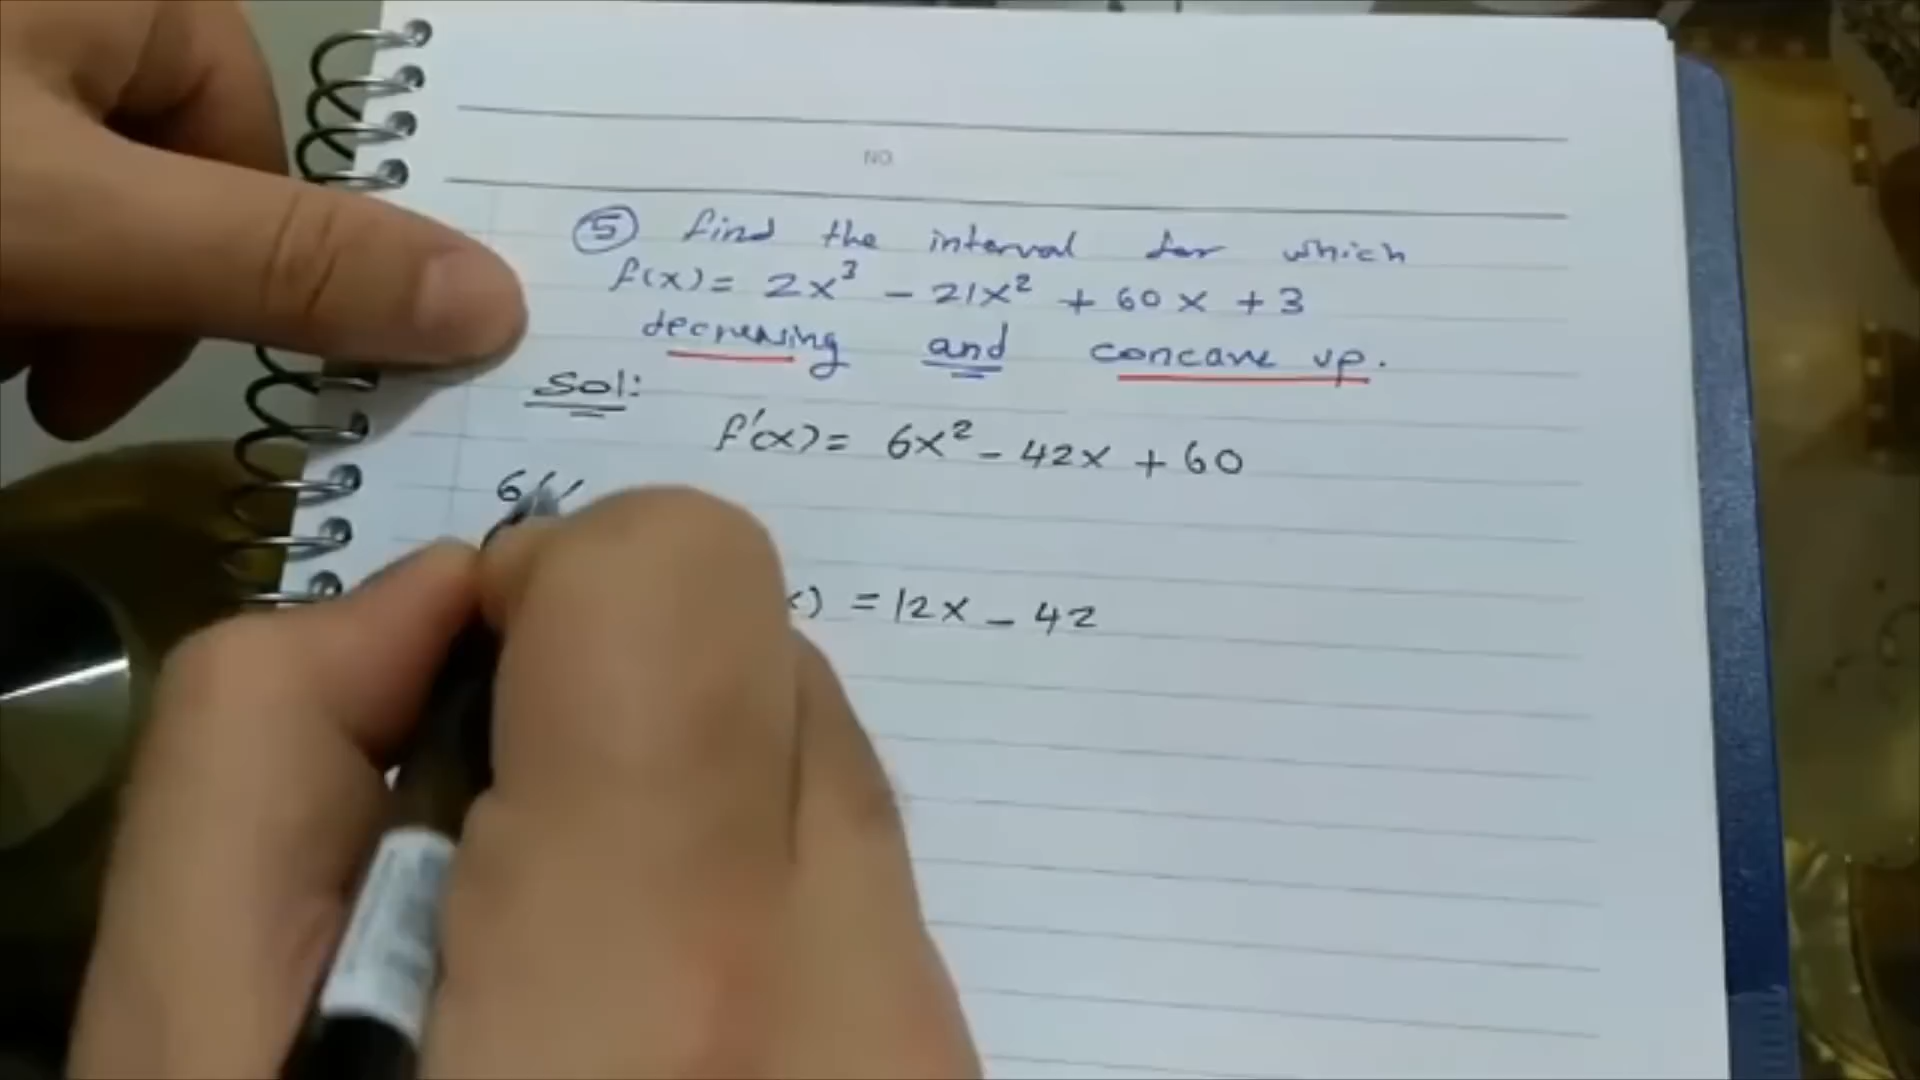 NO.
⑤ find the interval for which
f(x) = 2x³ - 21x² + 60x + 3
decreasing and concave up.
Sol:
f'(x) = 6x² - 42x + 60
6
x) = 12x - 42